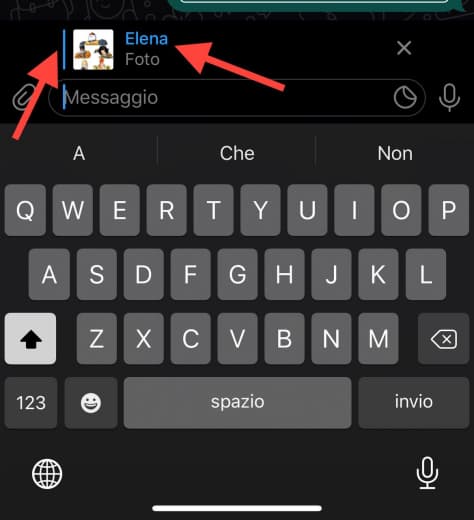 Elena
Foto
Messaggio
A Che Non
Q W E R T Y U I O P
A S D F G H J K L
Z X C V B N M
123 spazio invio